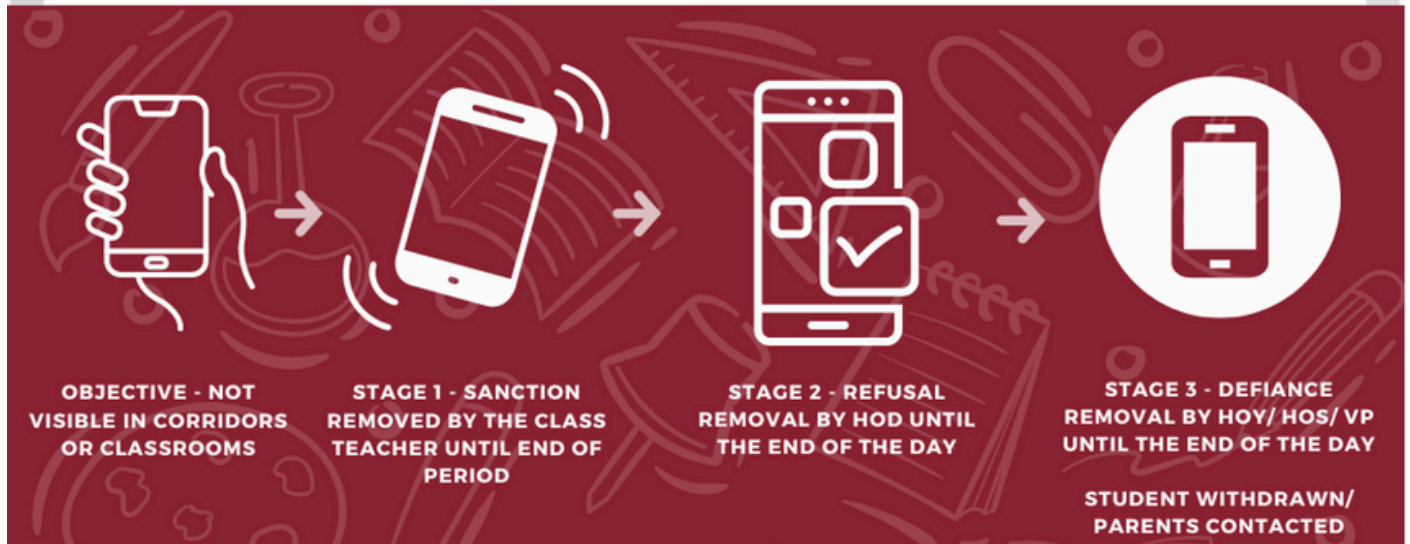 OBJECTIVE - NOT
VISIBLE IN CORRIDORS
OR CLASSROOMS
STAGE 1 - SANCTION
REMOVED BY THE CLASS
TEACHER UNTIL END OF
PERIOD
STAGE 2 - REFUSAL
REMOVAL BY HOD UNTIL
THE END OF THE DAY
STAGE 3 - DEFIANCE
REMOVAL BY HOY/ HOS/ VP
UNTIL THE END OF THE DAY
STUDENT WITHDRAWN/
PARENTS CONTACTED